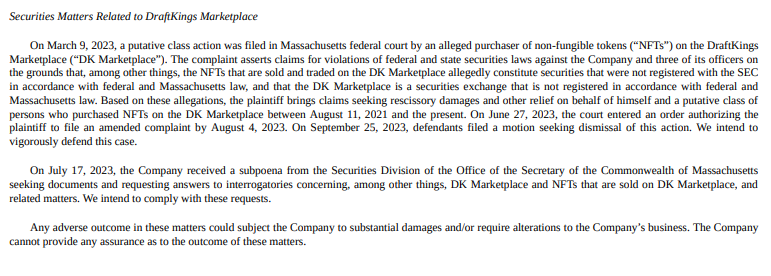 Securities Matters Related to DraftKings Marketplace
On March 9, 2023, a putative class action was filed in Massachusetts federal court by an alleged purchaser of non-fungible tokens (“NFTs”) on the DraftKings
Marketplace (“DK Marketplace”). The complaint asserts claims for violations of federal and state securities laws against the Company and three of its officers on
the grounds that, among other things, the NFTs that are sold and traded on the DK Marketplace allegedly constitute securities that were not registered with the SEC
in accordance with federal and Massachusetts law, and that the DK Marketplace is a securities exchange that is not registered in accordance with federal and
Massachusetts law. Based on these allegations, the plaintiff brings claims seeking rescissory damages and other relief on behalf of himself and a putative class of
persons who purchased NFTs on the DK Marketplace between August 11, 2021 and the present. On June 27, 2023, the court entered an order authorizing the
plaintiff to file an amended complaint by August 4, 2023. On September 25, 2023, defendants filed a motion seeking dismissal of this action. We intend to
vigorously defend this case.
On July 17, 2023, the Company received a subpoena from the Securities Division of the Office of the Secretary of the Commonwealth of Massachusetts
seeking documents and requesting answers to interrogatories concerning, among other things, DK Marketplace and NFTs that are sold on DK Marketplace, and
related matters. We intend to comply with these requests.
Any adverse outcome in these matters could subject the Company to substantial damages and/or require alterations to the Company’s business. The Company
cannot provide any assurance as to the outcome of these matters.